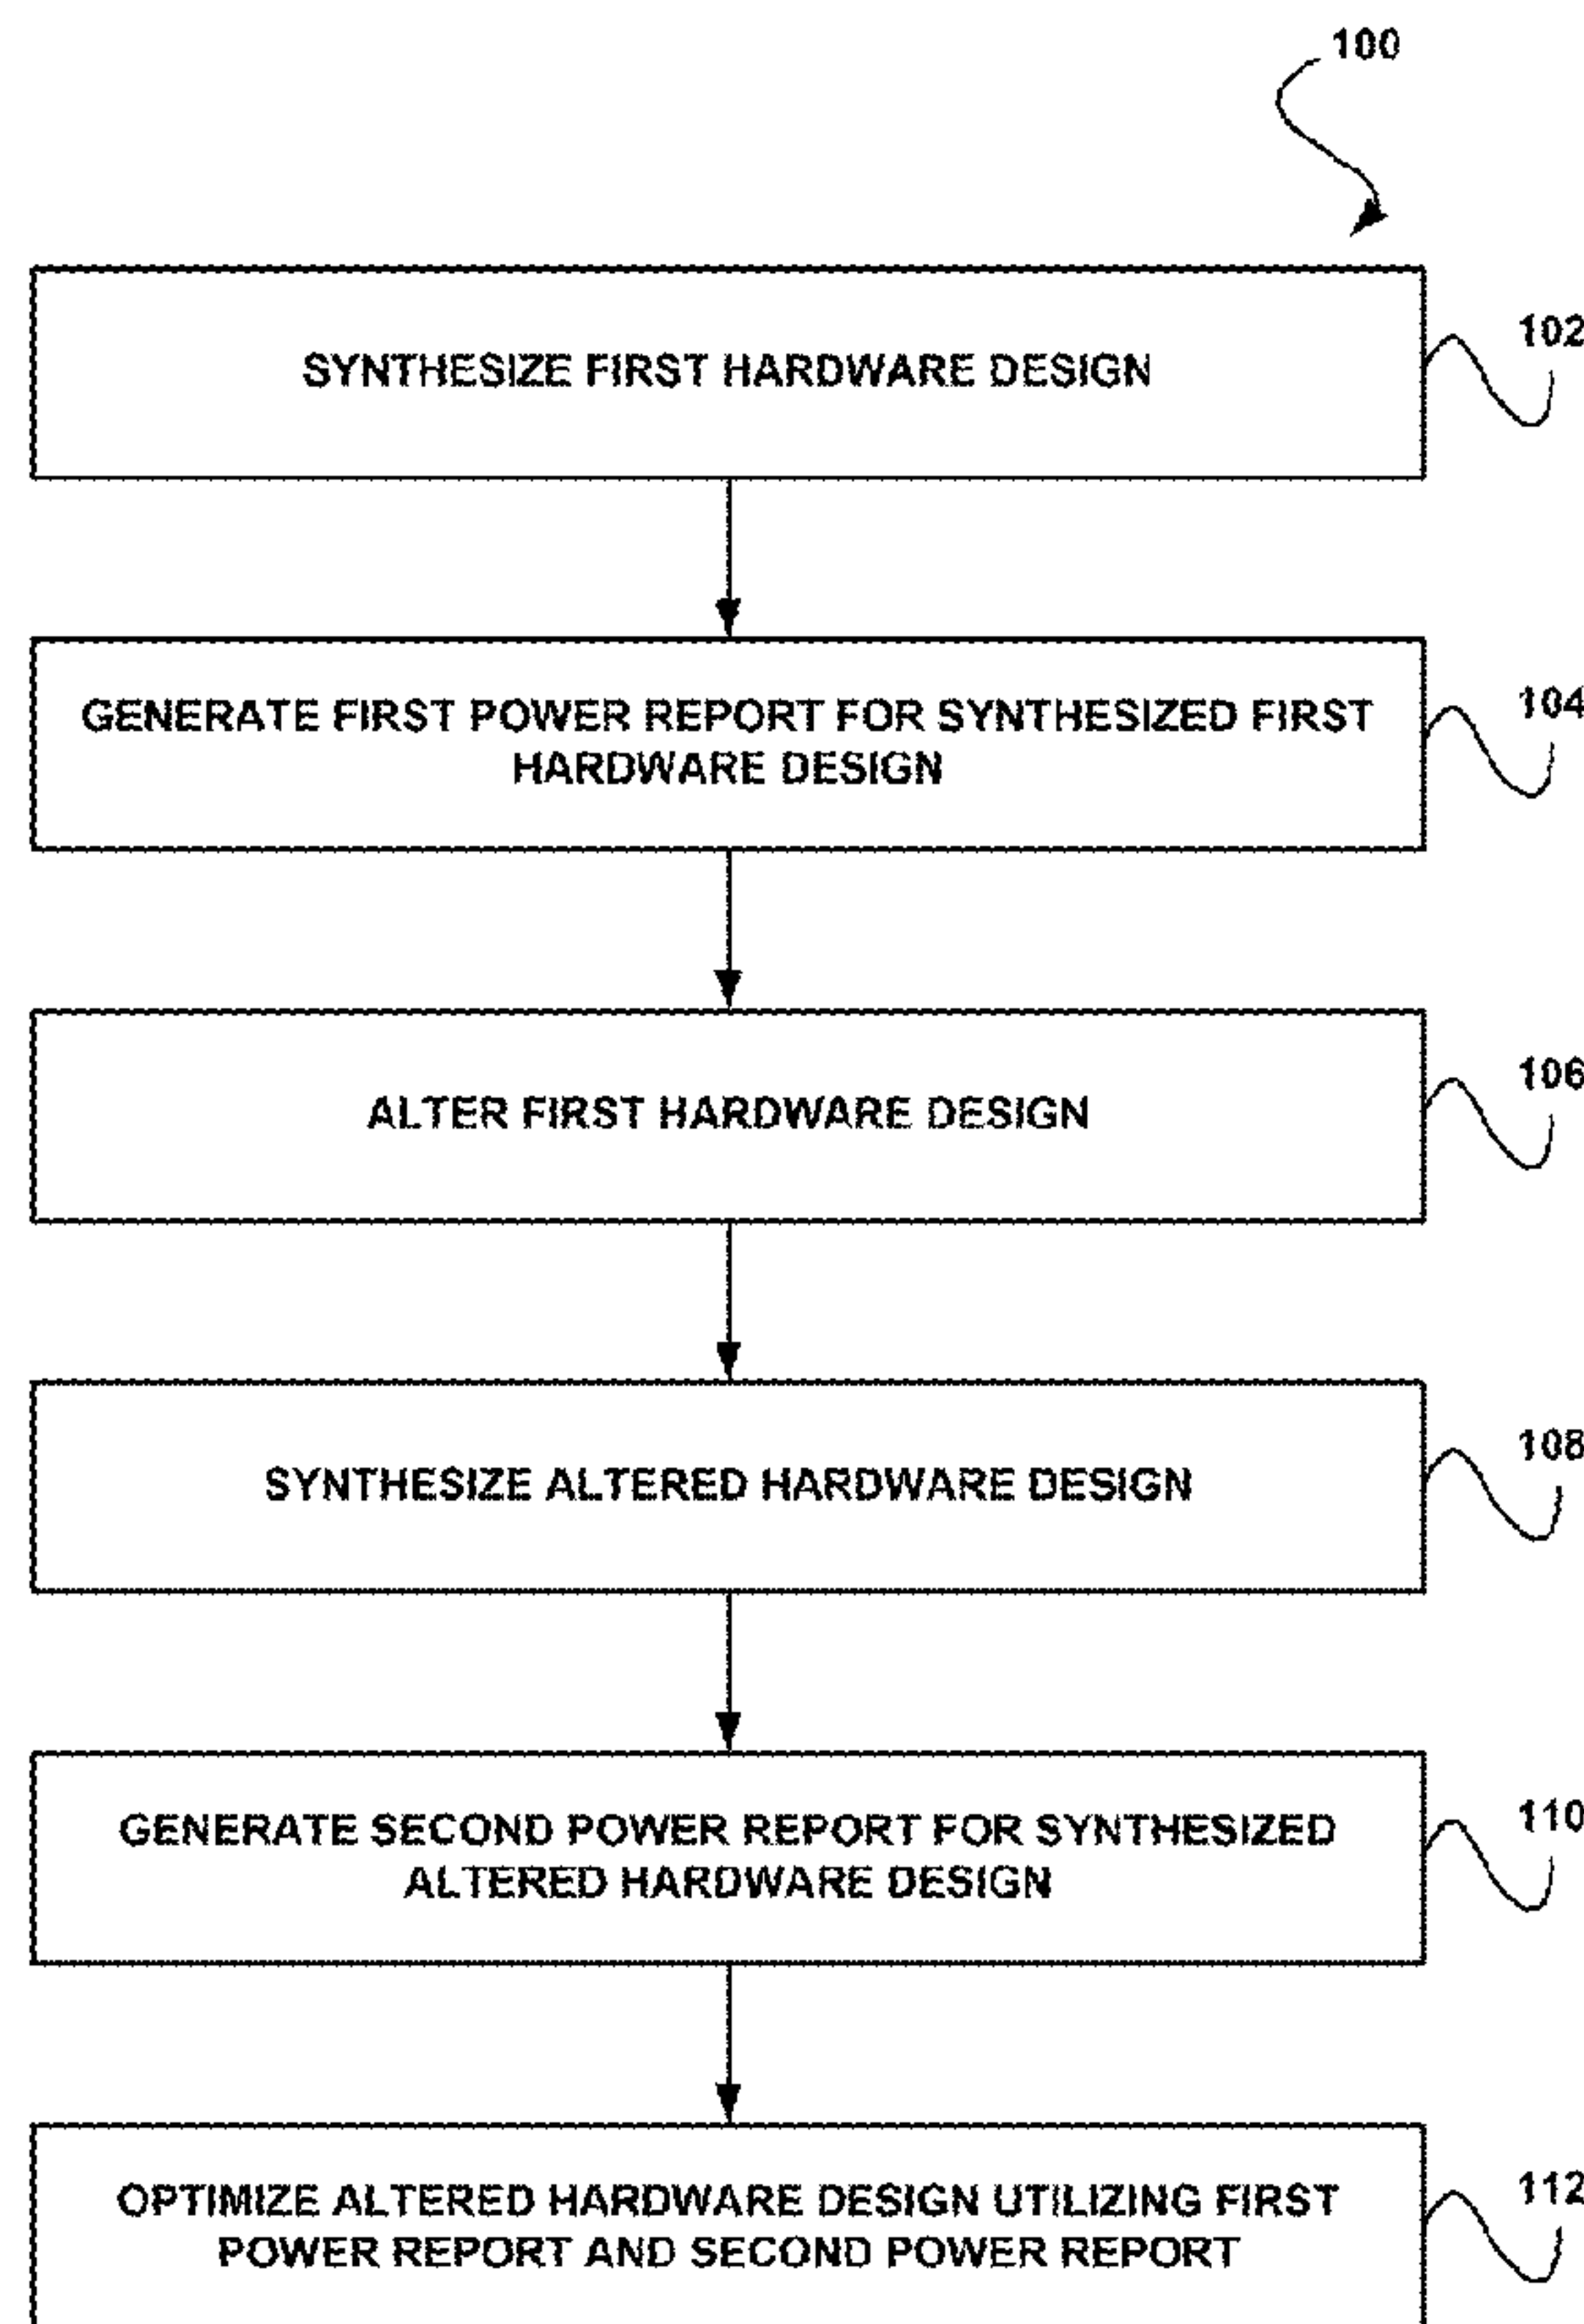 100
SYNTHESIZE FIRST HARDWARE DESIGN
102
GENERATE FIRST POWER REPORT FOR SYNTHESIZED FIRST
HARDWARE DESIGN
104
ALTER FIRST HARDWARE DESIGN
106
SYNTHESIZE ALTERED HARDWARE DESIGN
108
GENERATE SECOND POWER REPORT FOR SYNTHESIZED
ALTERED HARDWARE DESIGN
110
OPTIMIZE ALTERED HARDWARE DESIGN UTILIZING FIRST
POWER REPORT AND SECOND POWER REPORT
112